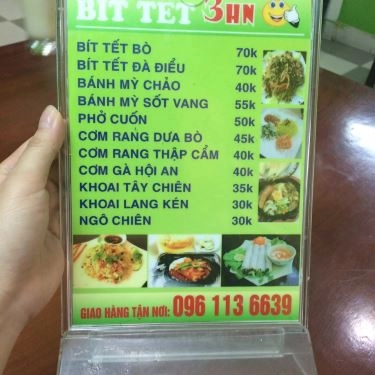 BÍT TẾT 3HN
BÍT TẾT BÒ 70k
BÍT TẾT ĐÀ ĐIỂU 70k
BÁNH MỲ CHẢO 40k
BÁNH MỲ SỐT VANG 55k
PHỞ CUỐN 50k
CƠM RANG DƯA BÒ 45k
CƠM RANG THẬP CẨM 40k
CƠM GÀ HỘI AN 40k
KHOAI TÂY CHIÊN 35k
KHOAI LANG KÉN 30k
NGÔ CHIÊN 30k
GIAO HÀNG TẬN NƠI: 096 113 6639